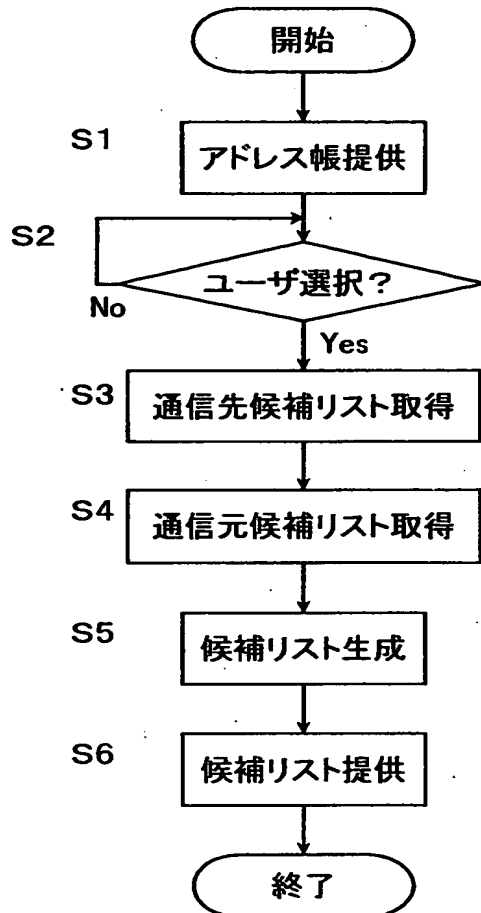 開始
S1
アドレス帳提供
S2
ユーザ選択？
No
Yes
S3
通信先候補リスト取得
S4
通信元候補リスト取得
S5
候補リスト生成
S6
候補リスト提供
終了